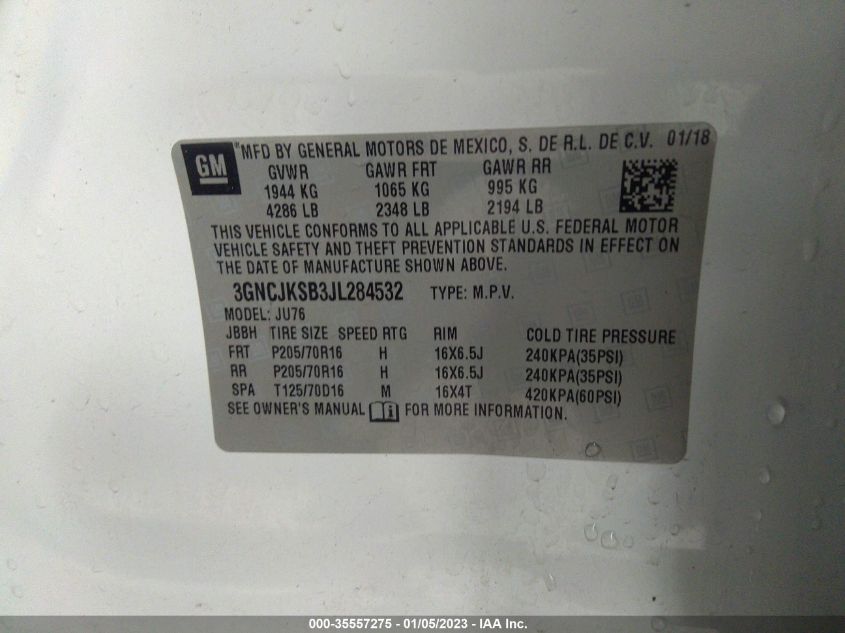 GM
®MFD BY GENERAL MOTORS DE MEXICO, S. DE R.L. DE C.V. 01/18
GVWR GAWR FRT GAWR RR
1944 KG 1065 KG 995 KG
4286 LB 2348 LB 2194 LB
THIS VEHICLE CONFORMS TO ALL APPLICABLE U.S. FEDERAL MOTOR
VEHICLE SAFETY AND THEFT PREVENTION STANDARDS IN EFFECT ON
THE DATE OF MANUFACTURE SHOWN ABOVE.
3GNCJKSB3JL284532 TYPE: M.P.V.
MODEL: JU76
JBBH TIRE SIZE SPEED RTG RIM COLD TIRE PRESSURE
FRT P205/70R16 H 16X6.5J 240KPA(35PSI)
RR P205/70R16 H 16X6.5J 240KPA(35PSI)
SPA T125/70D16 M 16X4T 420KPA(60PSI)
SEE OWNER'S MANUAL i FOR MORE INFORMATION.
000-35557275 - 01/05/2023 - IAA Inc.